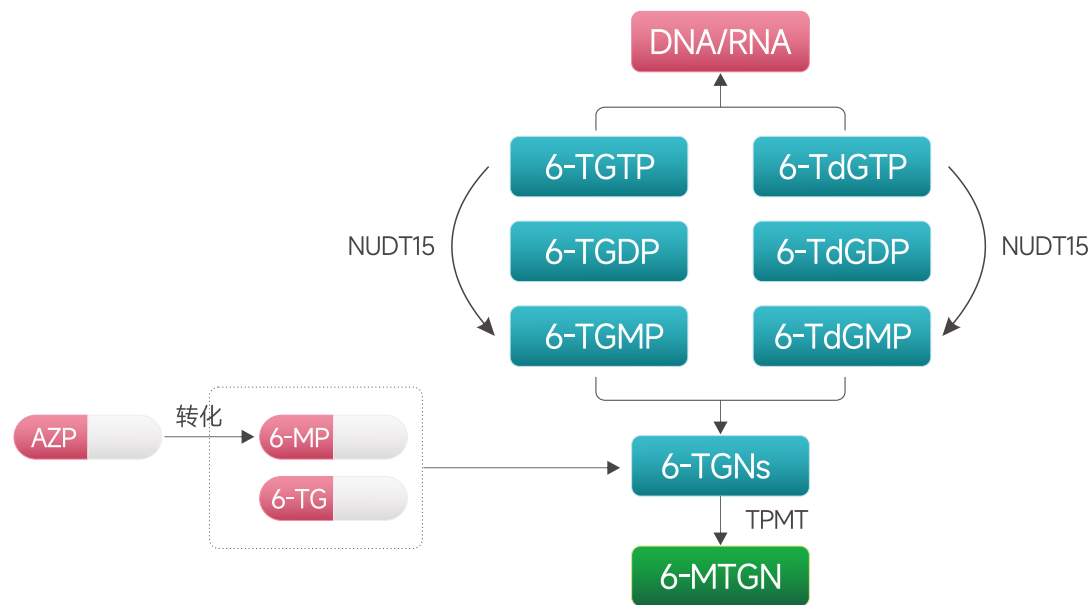 DNA/RNA
6-TGTP
6-TdGTP
NUDT15
6-TGDP
6-TdGDP
NUDT15
6-TGMP
6-TdGMP
转化
AZP
6-MP
6-TG
6-TGNs
TPMT
6-MTGN